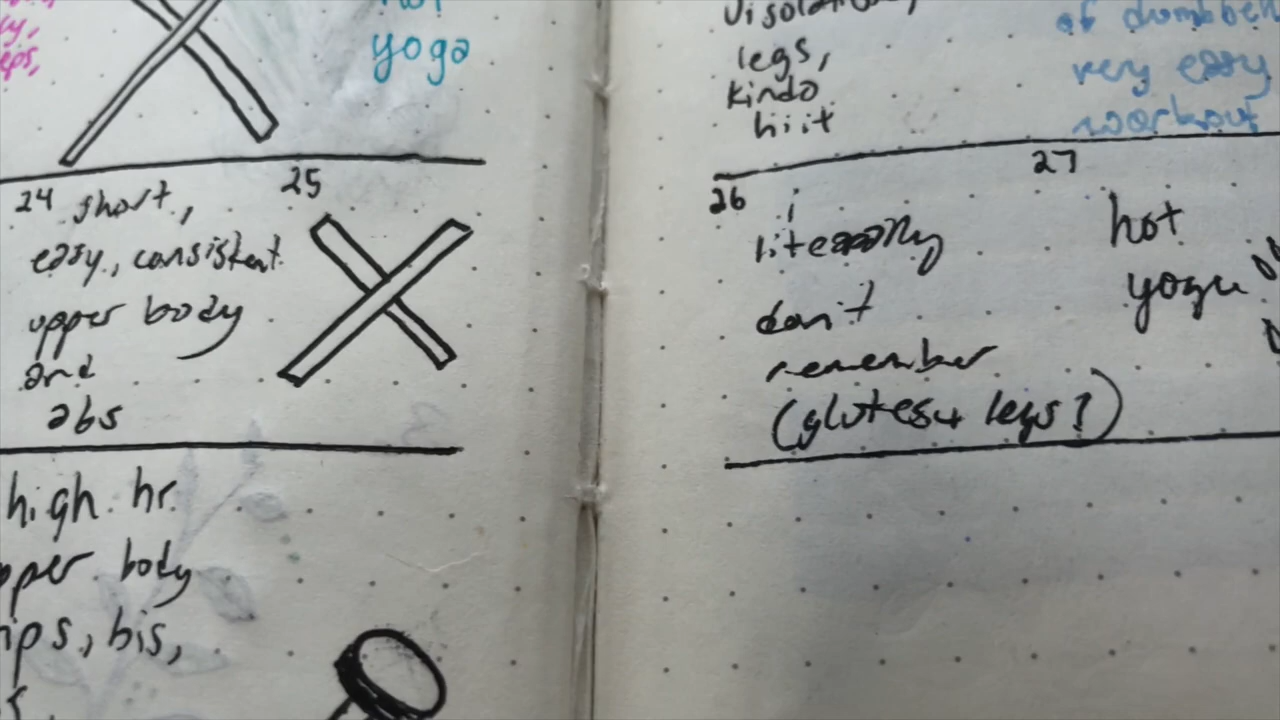 yoga
legs,
kinda
hiit
of dumbbell
very easy
workout
24 short,
easy, consistent
upper body
and
abs
25
26 i
literally
don't
remember
(glutes + legs?)
27
hot
yoga
high hr
upper body
bis,